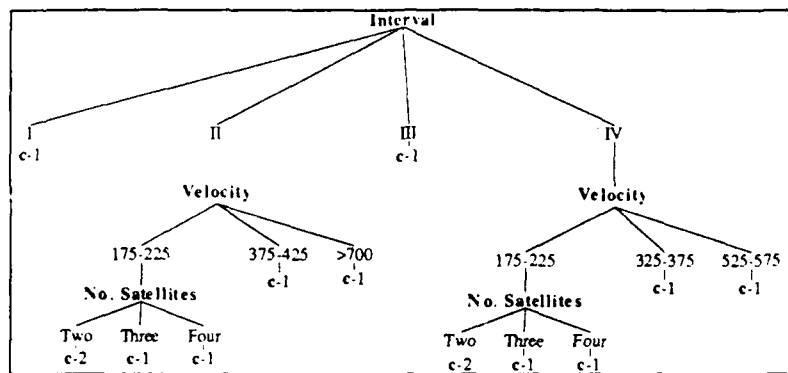 Interval
I II III IV
c-1 c-1
Velocity Velocity
175-225 375-425 >700 175-225 325-375 525-575
c-1 c-1 c-1 c-1
No. Satellites No. Satellites
Two Three Four Two Three Four
c-2 c-1 c-1 c-2 c-1 c-1